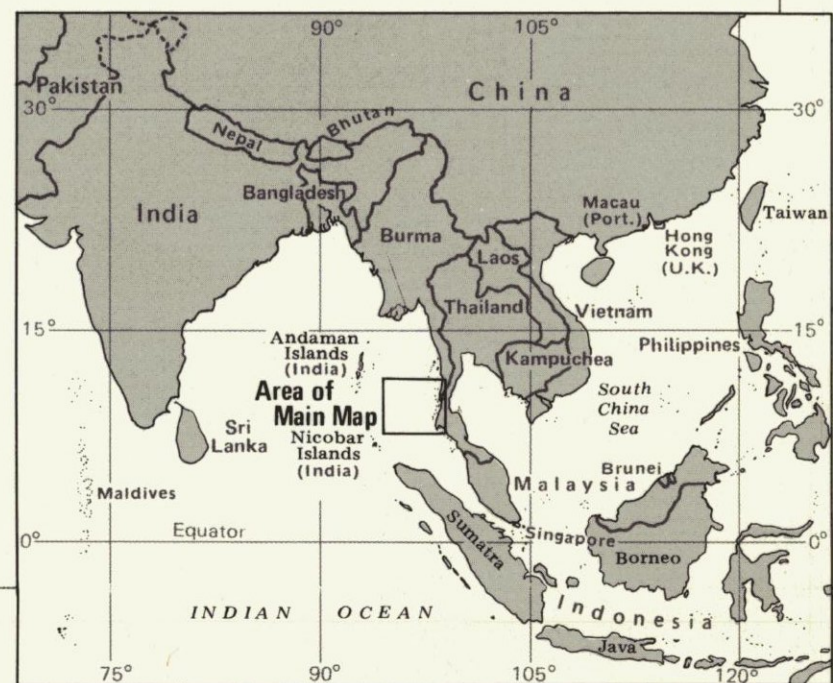 90°
105°
Pakistan
China
30°
30°
Nepal
Bhutan
Bangladesh
India
Burma
Macau
(Port.)
Taiwan
Hong
Kong
(U.K.)
Laos
Thailand
Vietnam
15°
15°
Andaman
Islands
(India)
Philippines
Kampuchea
Area of
Main Map
South
China
Sea
Sri
Lanka
Nicobar
Islands
(India)
Brunei
Malaysia
Maldives
Equator
0°
Sumatra
Singapore
0°
Borneo
INDIAN OCEAN
Indonesia
Java
75°
90°
105°
120°